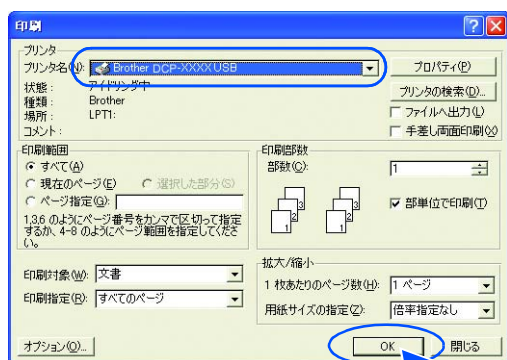 印刷
プリンタ
プリンタ名(N): Brother DCP-XXXX USB
プロパティ(P)
状態： アイドリング中
種類： Brother
場所： LPT1:
コメント：
プリンタの検索(D)...
ファイルへ出力(L)
手差し両面印刷(X)
印刷範囲
すべて(A)
現在のページ(E) 選択した部分(S)
ページ指定(G):
1,3,6 のようにページ番号をカンマで区切って指定
するか、4-8 のようにページ範囲を指定してくださ
い。
印刷部数
部数(C): 1
部単位で印刷(T)
1 2 3
1 2 3
印刷対象(W): 文書
印刷指定(R): すべてのページ
拡大/縮小
1 枚あたりのページ数(H): 1 ページ
用紙サイズの指定(Z): 倍率指定なし
オプション(O)...
OK
閉じる